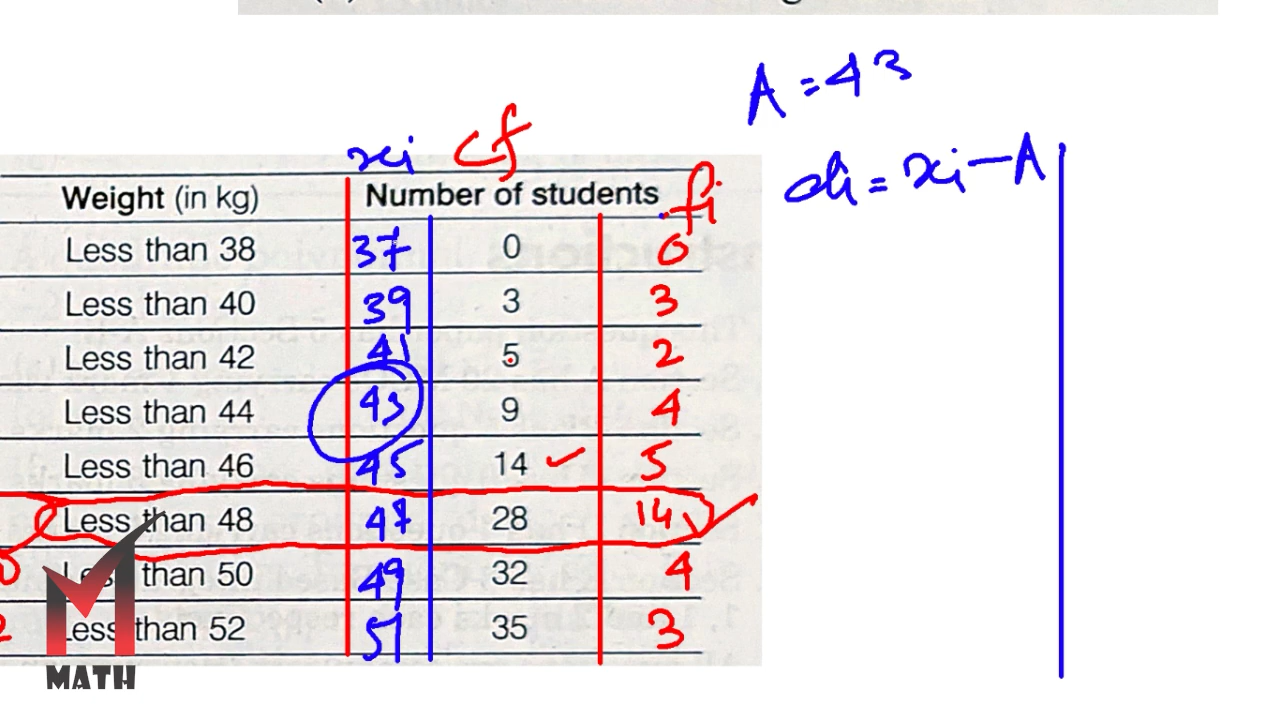 A = 43
xi cf
di = xi - A
Weight (in kg) Number of students fi
Less than 38 37 0 0
Less than 40 39 3 3
Less than 42 41 5 2
Less than 44 43 9 4
Less than 46 45 14 ✓ 5
Less than 48 47 28 14 ✓
Less than 50 49 32 4
Less than 52 51 35 3
MATH